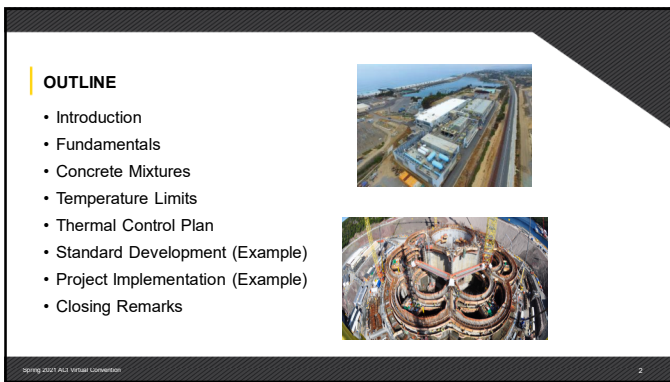 OUTLINE
• Introduction
• Fundamentals
• Concrete Mixtures
• Temperature Limits
• Thermal Control Plan
• Standard Development (Example)
• Project Implementation (Example)
• Closing Remarks
Spring 2021 ACI Virtual Convention
2